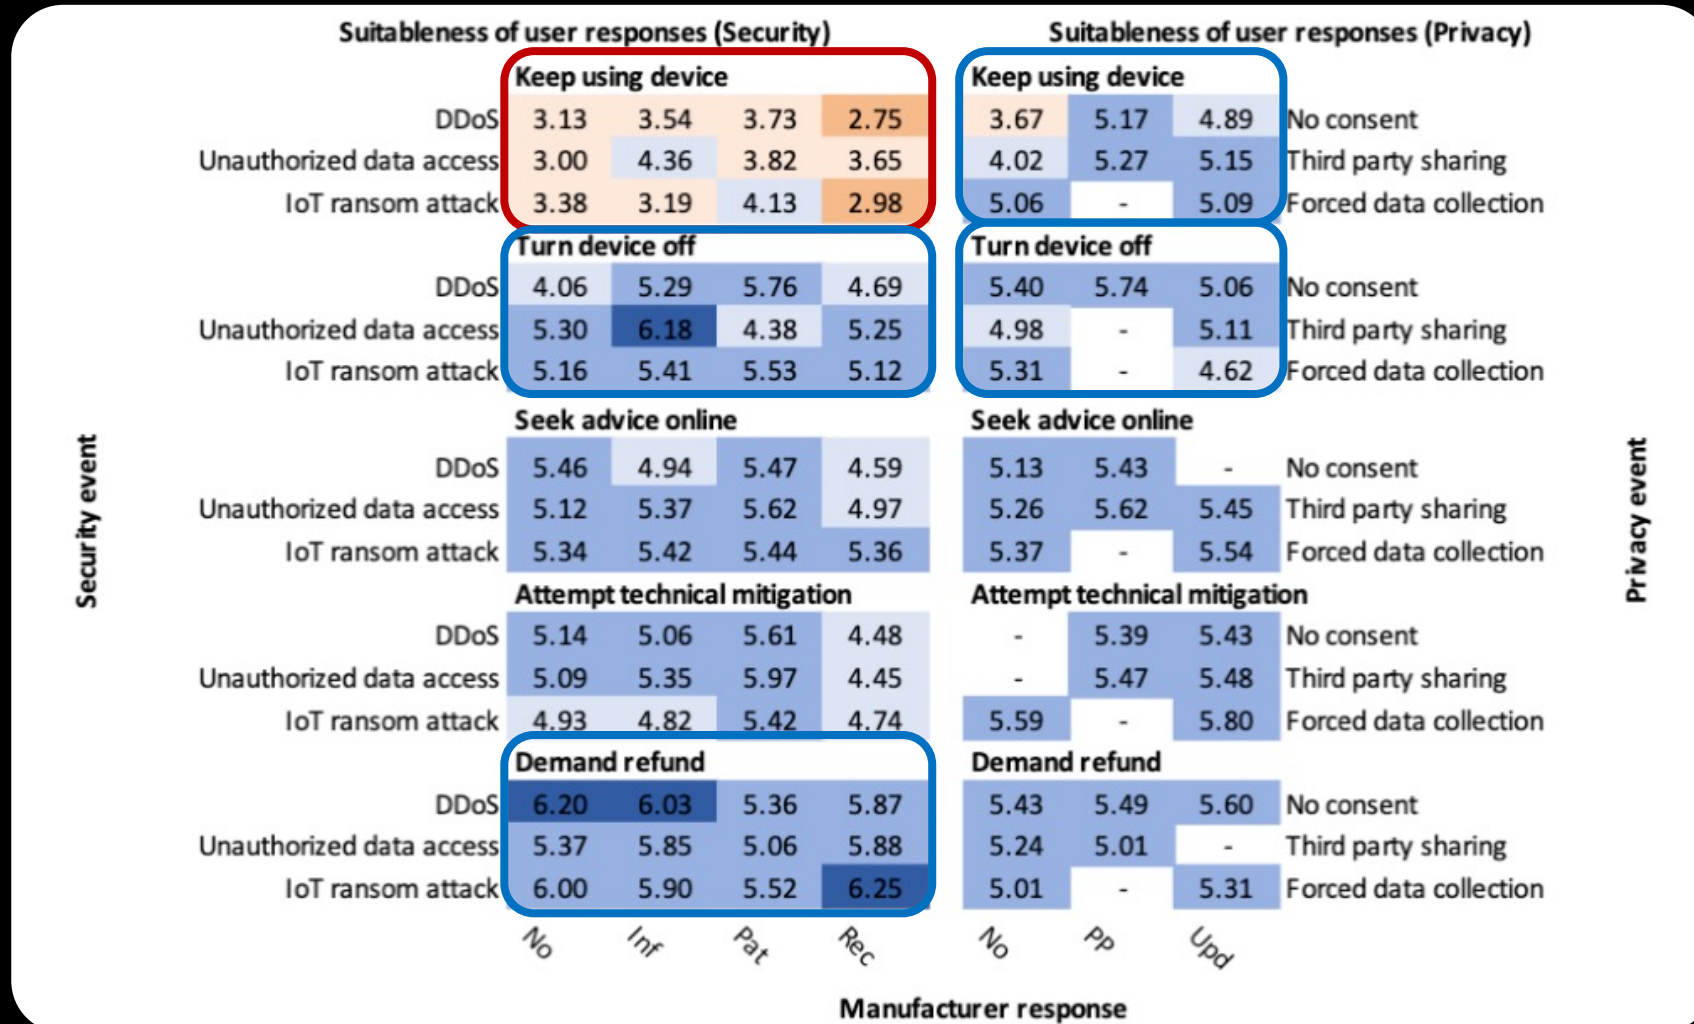 Suitableness of user responses (Security) Suitableness of user responses (Privacy)
Keep using device Keep using device
DDoS 3.13 3.54 3.73 2.75 3.67 5.17 4.89 No consent
Unauthorized data access 3.00 4.36 3.82 3.65 4.02 5.27 5.15 Third party sharing
IoT ransom attack 3.38 3.19 4.13 2.98 5.06 - 5.09 Forced data collection
Turn device off Turn device off
DDoS 4.06 5.29 5.76 4.69 5.40 5.74 5.06 No consent
Unauthorized data access 5.30 6.18 4.38 5.25 4.98 - 5.11 Third party sharing
IoT ransom attack 5.16 5.41 5.53 5.12 5.31 - 4.62 Forced data collection
Seek advice online Seek advice online
DDoS 5.46 4.94 5.47 4.59 5.13 5.43 - No consent
Unauthorized data access 5.12 5.37 5.62 4.97 5.26 5.62 5.45 Third party sharing
IoT ransom attack 5.34 5.42 5.44 5.36 5.37 - 5.54 Forced data collection
Attempt technical mitigation Attempt technical mitigation
DDoS 5.14 5.06 5.61 4.48 - 5.39 5.43 No consent
Unauthorized data access 5.09 5.35 5.97 4.45 - 5.47 5.48 Third party sharing
IoT ransom attack 4.93 4.82 5.42 4.74 5.59 - 5.80 Forced data collection
Demand refund Demand refund
DDoS 6.20 6.03 5.36 5.87 5.43 5.49 5.60 No consent
Unauthorized data access 5.37 5.85 5.06 5.88 5.24 5.01 - Third party sharing
IoT ransom attack 6.00 5.90 5.52 6.25 5.01 - 5.31 Forced data collection
No Inf Pat Rec No PP Upd
Manufacturer response
Security event
Privacy event